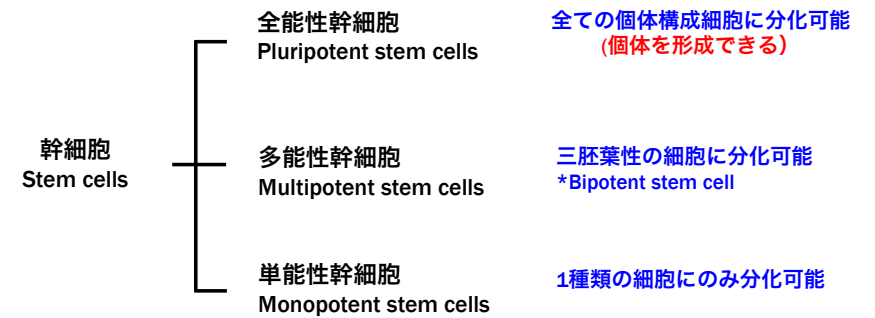 幹細胞
Stem cells
全能性幹細胞
Pluripotent stem cells
全ての個体構成細胞に分化可能
(個体を形成できる）
多能性幹細胞
Multipotent stem cells
三胚葉性の細胞に分化可能
*Bipotent stem cell
単能性幹細胞
Monopotent stem cells
1種類の細胞にのみ分化可能